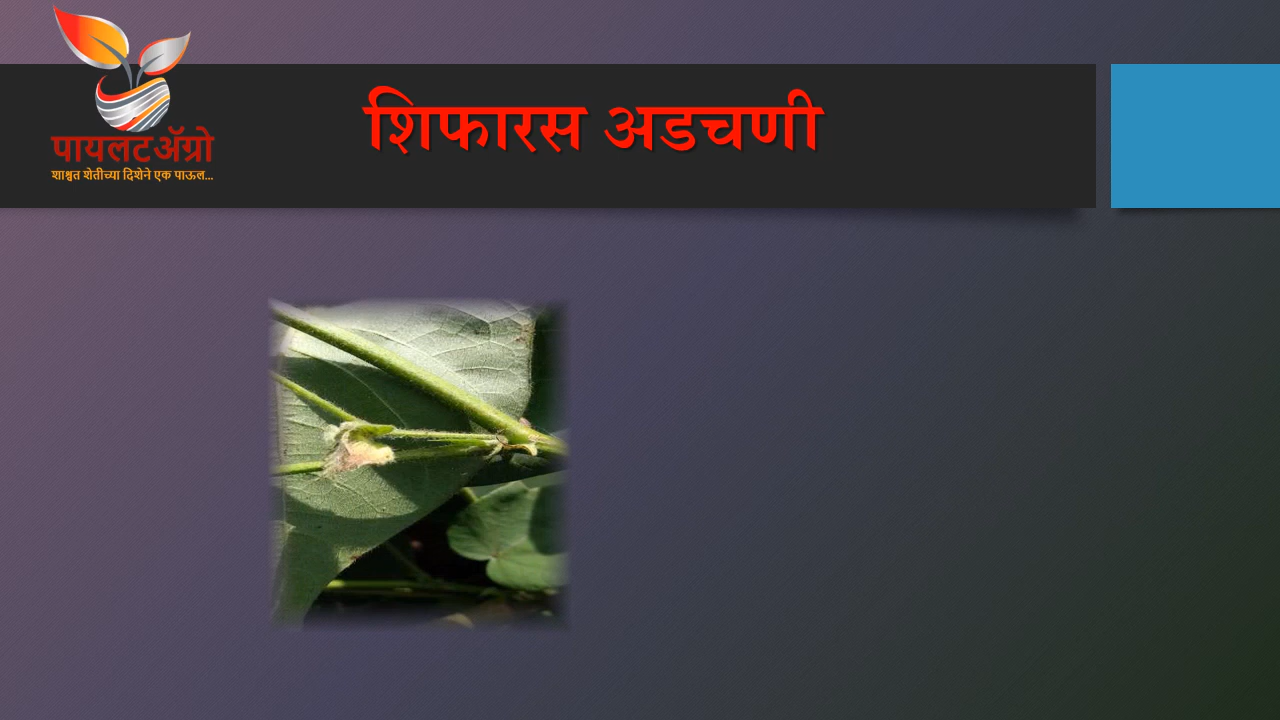 शिफारस अडचणी
पायलटॲग्रो
शाश्वत शेतीच्या दिशेने एक पाऊल...